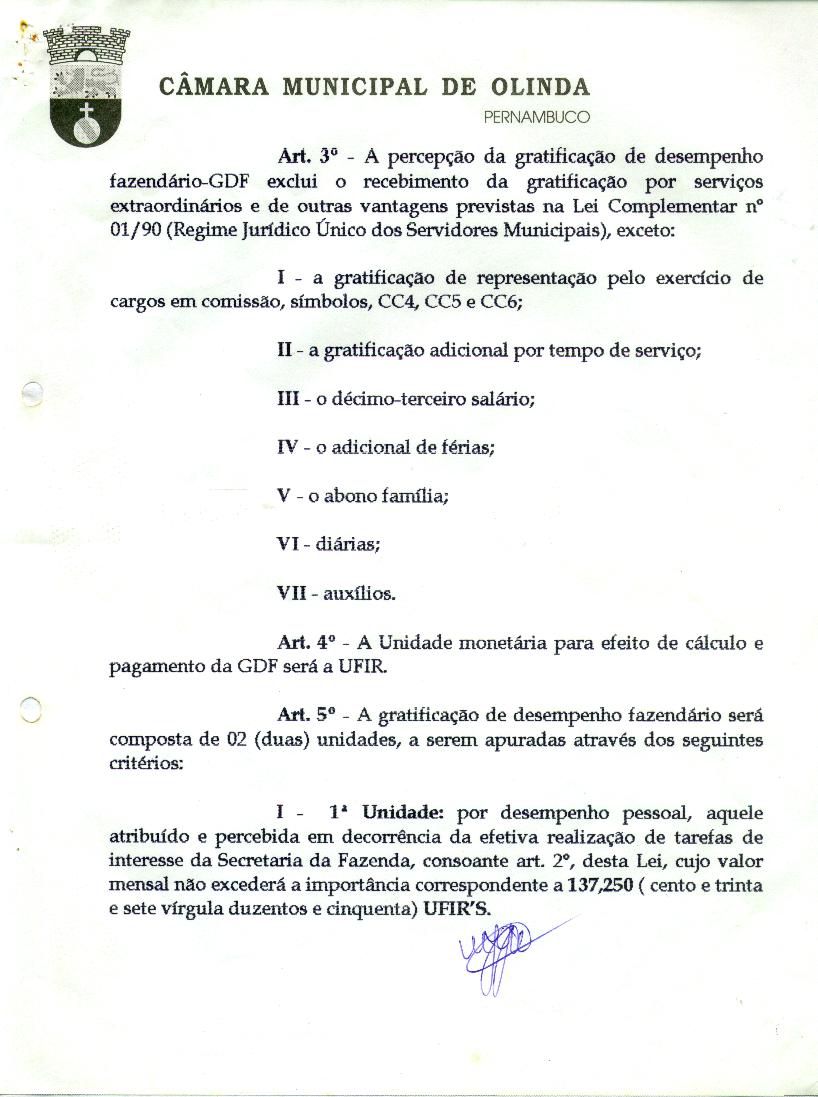 CÂMARA MUNICIPAL DE OLINDA
PERNAMBUCO
Art. 3º - A percepção da gratificação de desempenho
fazendário-GDF exclui o recebimento da gratificação por serviços
extraordinários e de outras vantagens previstas na Lei Complementar nº
01/90 (Regime Jurídico Único dos Servidores Municipais), exceto:
I - a gratificação de representação pelo exercício de
cargos em comissão, símbolos, CC4, CC5 e CC6;
II - a gratificação adicional por tempo de serviço;
III - o décimo-terceiro salário;
IV - o adicional de férias;
V - o abono família;
VI - diárias;
VII - auxílios.
Art. 4º - A Unidade monetária para efeito de cálculo e
pagamento da GDF será a UFIR.
Art. 5º - A gratificação de desempenho fazendário será
composta de 02 (duas) unidades, a serem apuradas através dos seguintes
critérios:
I - 1ª Unidade: por desempenho pessoal, aquele
atribuído e percebida em decorrência da efetiva realização de tarefas de
interesse da Secretaria da Fazenda, consoante art. 2º, desta Lei, cujo valor
mensal não excederá a importância correspondente a 137,250 ( cento e trinta
e sete vírgula duzentos e cinquenta) UFIR'S.